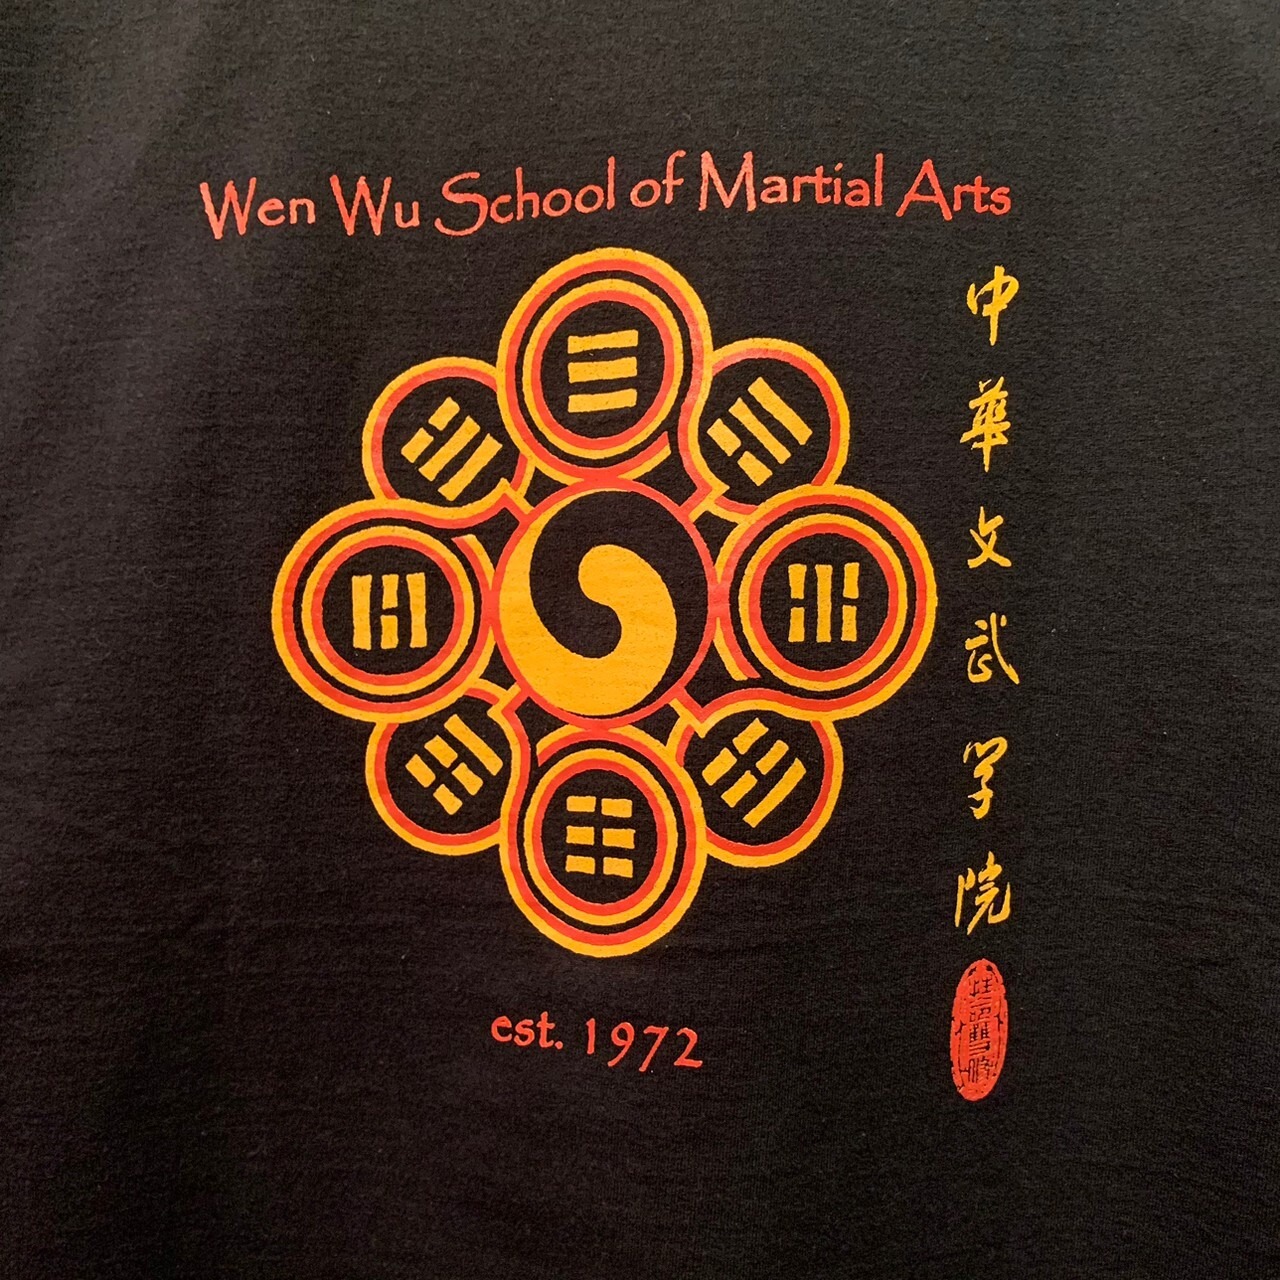 Wen Wu School of Martial Arts
中華文武学院
est. 1972